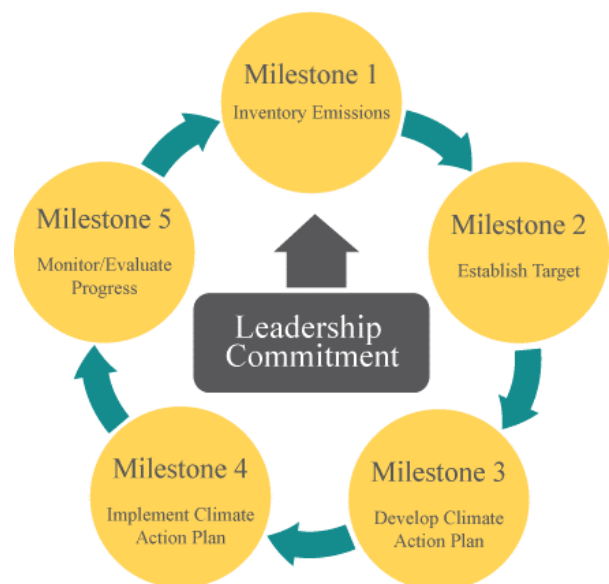 Milestone 1
Inventory Emissions
Milestone 2
Establish Target
Milestone 3
Develop Climate
Action Plan
Milestone 4
Implement Climate
Action Plan
Milestone 5
Monitor/Evaluate
Progress
Leadership
Commitment